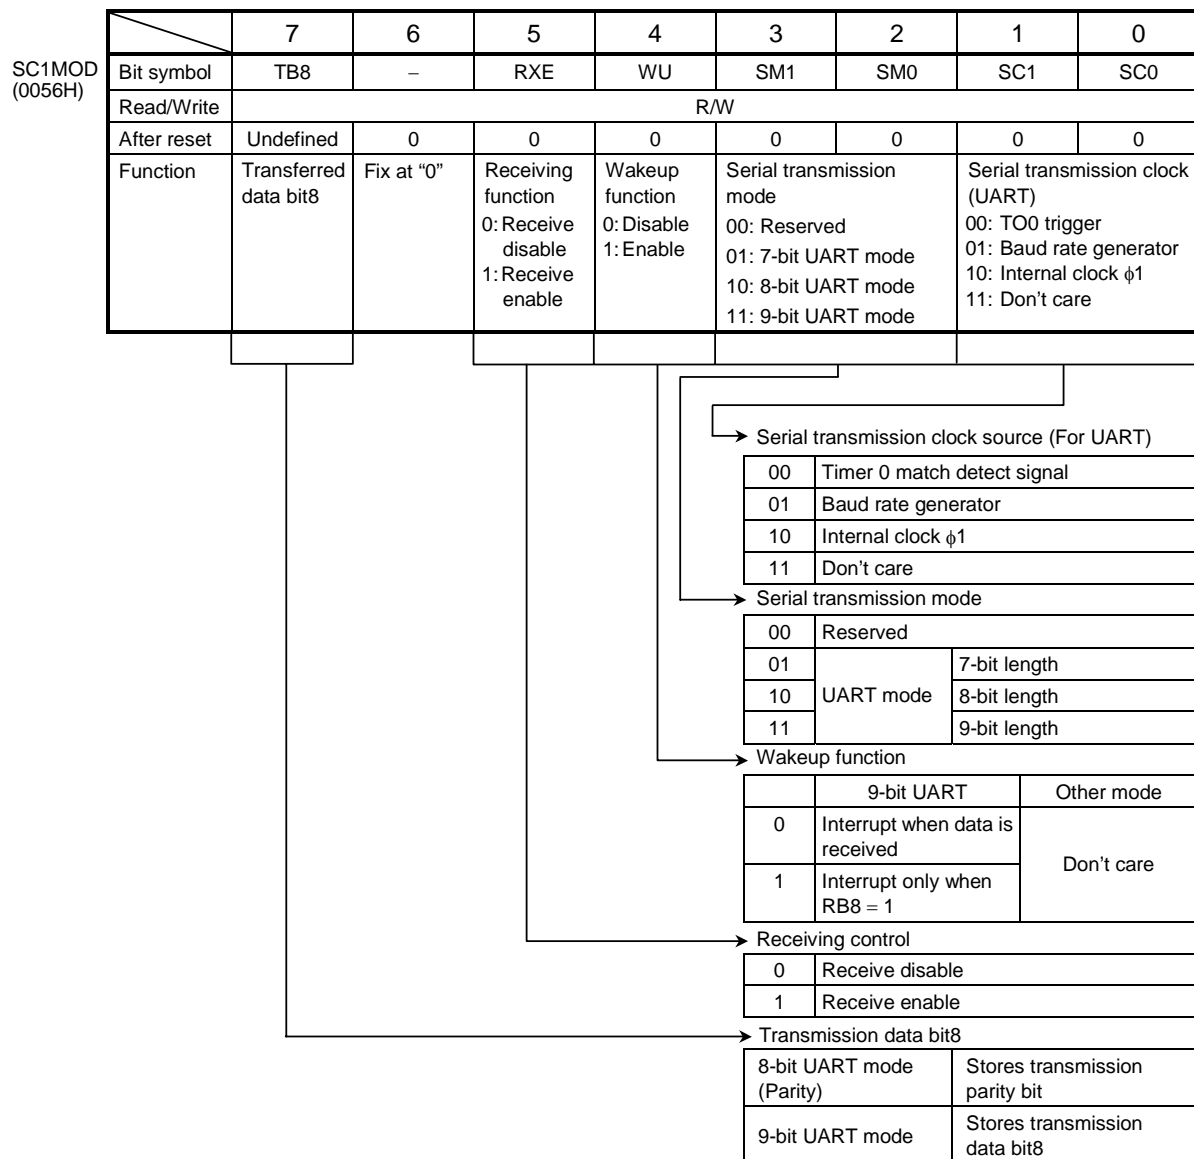 7 6 5 4 3 2 1 0
SC1MOD
(0056H)
Bit symbol TB8 – RXE WU SM1 SM0 SC1 SC0
Read/Write R/W
After reset Undefined 0 0 0 0 0 0 0
Function
Transferred
data bit8
Fix at “0”
Receiving
function
0: Receive
disable
1: Receive
enable
Wakeup
function
0: Disable
1: Enable
Serial transmission
mode
00: Reserved
01: 7-bit UART mode
10: 8-bit UART mode
11: 9-bit UART mode
Serial transmission clock
(UART)
00: TO0 trigger
01: Baud rate generator
10: Internal clock ϕ1
11: Don’t care
Serial transmission clock source (For UART)
00 Timer 0 match detect signal
01 Baud rate generator
10 Internal clock ϕ1
11 Don’t care
Serial transmission mode
00 Reserved
01 7-bit length
10 UART mode 8-bit length
11 9-bit length
Wakeup function
9-bit UART Other mode
0 Interrupt when data is
received
Don’t care
1 Interrupt only when
RB8 = 1
Receiving control
0 Receive disable
1 Receive enable
Transmission data bit8
8-bit UART mode
(Parity)
Stores transmission
parity bit
9-bit UART mode
Stores transmission
data bit8